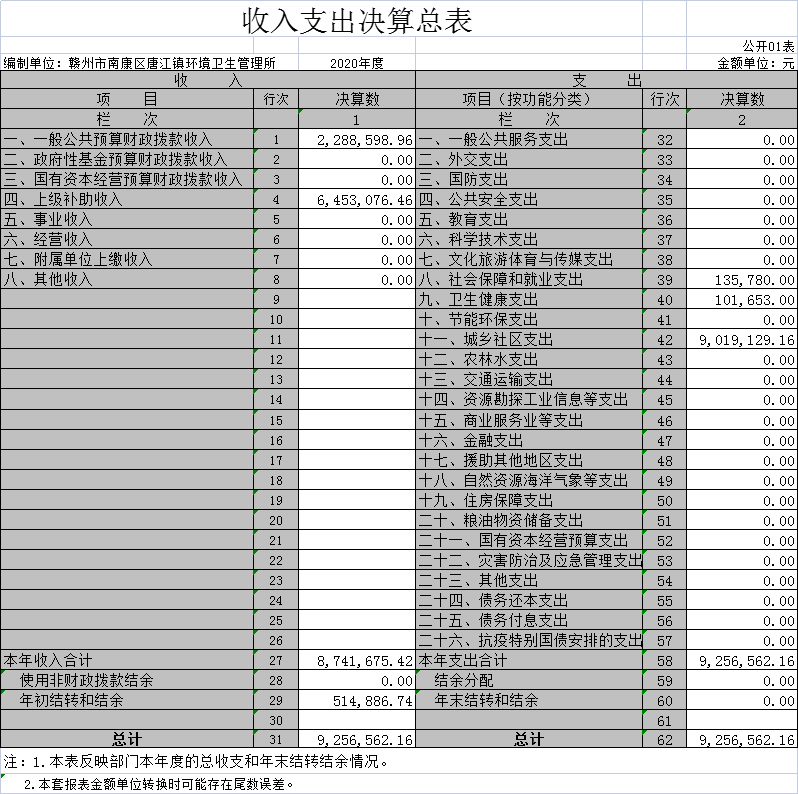 收入支出决算总表
公开01表
编制单位：赣州市南康区唐江镇环境卫生管理所 2020年度 金额单位：元
收 入 支 出
项 目 行次 决算数 项目（按功能分类） 行次 决算数
栏 次 1 栏 次 2
一、一般公共预算财政拨款收入 1 2,288,598.96 一、一般公共服务支出 32 0.00
二、政府性基金预算财政拨款收入 2 0.00 二、外交支出 33 0.00
三、国有资本经营预算财政拨款收入 3 0.00 三、国防支出 34 0.00
四、上级补助收入 4 6,453,076.46 四、公共安全支出 35 0.00
五、事业收入 5 0.00 五、教育支出 36 0.00
六、经营收入 6 0.00 六、科学技术支出 37 0.00
七、附属单位上缴收入 7 0.00 七、文化旅游体育与传媒支出 38 0.00
八、其他收入 8 0.00 八、社会保障和就业支出 39 135,780.00
9 九、卫生健康支出 40 101,653.00
10 十、节能环保支出 41 0.00
11 十一、城乡社区支出 42 9,019,129.16
12 十二、农林水支出 43 0.00
13 十三、交通运输支出 44 0.00
14 十四、资源勘探工业信息等支出 45 0.00
15 十五、商业服务业等支出 46 0.00
16 十六、金融支出 47 0.00
17 十七、援助其他地区支出 48 0.00
18 十八、自然资源海洋气象等支出 49 0.00
19 十九、住房保障支出 50 0.00
20 二十、粮油物资储备支出 51 0.00
21 二十一、国有资本经营预算支出 52 0.00
22 二十二、灾害防治及应急管理支出 53 0.00
23 二十三、其他支出 54 0.00
24 二十四、债务还本支出 55 0.00
25 二十五、债务付息支出 56 0.00
26 二十六、抗疫特别国债安排的支出 57 0.00
本年收入合计 27 8,741,675.42 本年支出合计 58 9,256,562.16
使用非财政拨款结余 28 0.00 结余分配 59 0.00
年初结转和结余 29 514,886.74 年末结转和结余 60 0.00
30 61
总计 31 9,256,562.16 总计 62 9,256,562.16
注：1.本表反映部门本年度的总收支和年末结转结余情况。
2.本套报表金额单位转换时可能存在尾数误差。